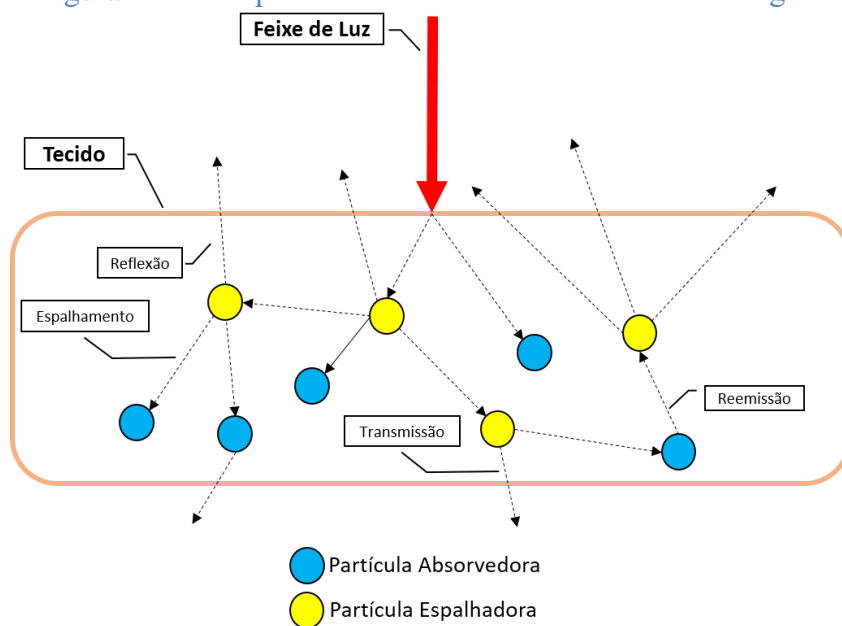 Feixe de Luz
Tecido
Reflexão
Espalhamento
Transmissão
Reemissão
Partícula Absorvedora
Partícula Espalhadora